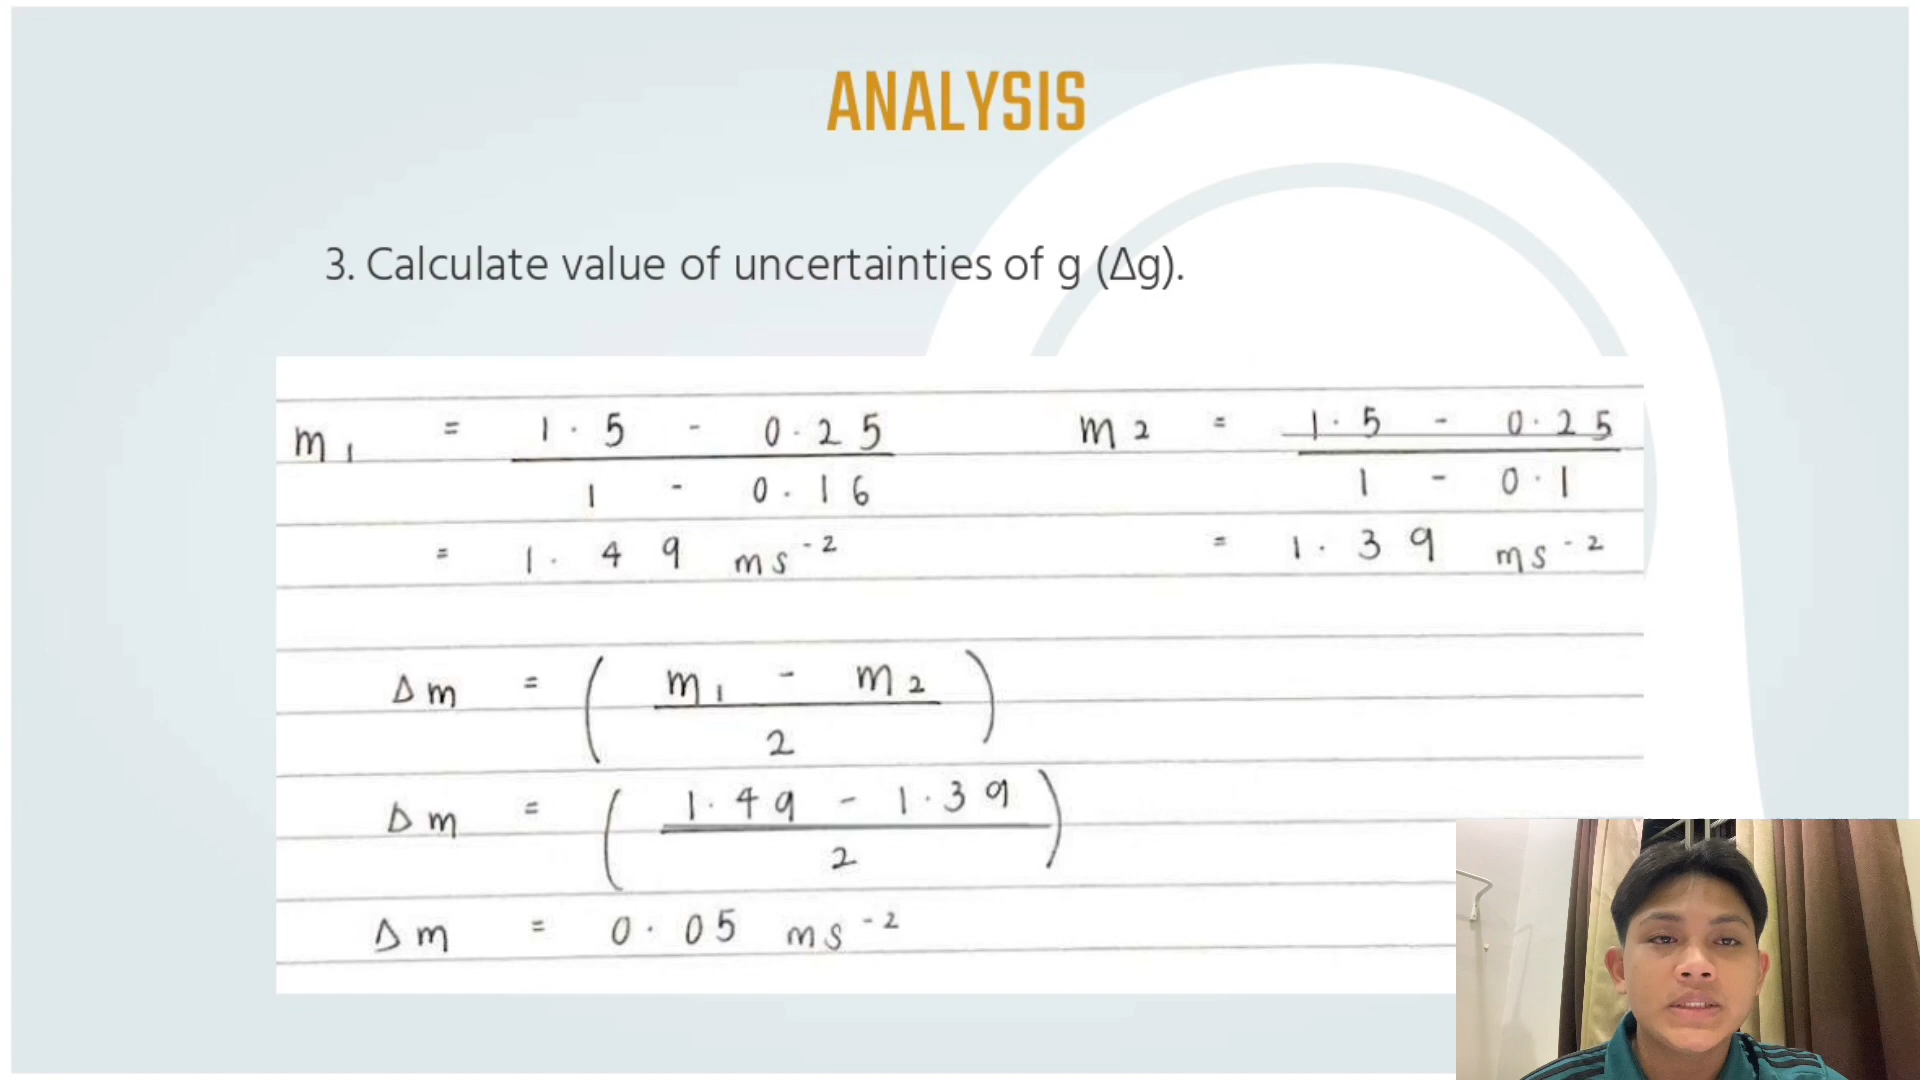 ANALYSIS
3. Calculate value of uncertainties of g (Δg).
m₁ = 1.5 - 0.25 / 1 - 0.16
= 1.49 ms⁻²
m₂ = 1.5 - 0.25 / 1 - 0.1
= 1.39 ms⁻²
Δm = ( m₁ - m₂ / 2 )
Δm = ( 1.49 - 1.39 / 2 )
Δm = 0.05 ms⁻²